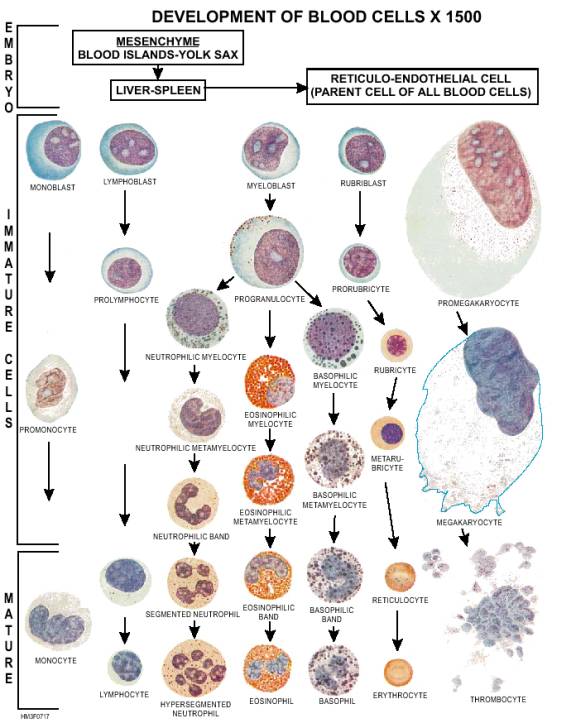 DEVELOPMENT OF BLOOD CELLS X 1500
EMBRYO
MESENCHYME
BLOOD ISLANDS-YOLK SAX
LIVER-SPLEEN
RETICULO-ENDOTHELIAL CELL
(PARENT CELL OF ALL BLOOD CELLS)
IMMATURE CELLS
MONOBLAST
LYMPHOBLAST
MYELOBLAST
RUBRIBLAST
PROLYMPHOCYTE
PROGRANULOCYTE
PRORUBRICYTE
PROMEGAKARYOCYTE
NEUTROPHILIC MYELOCYTE
EOSINOPHILIC
MYELOCYTE
BASOPHILIC
MYELOCYTE
RUBRICYTE
PROMONOCYTE
NEUTROPHILIC METAMYELOCYTE
EOSINOPHILIC
METAMYELOCYTE
BASOPHILIC
METAMYELOCYTE
METARU-
BRICYTE
MEGAKARYOCYTE
NEUTROPHILIC BAND
MATURE
SEGMENTED NEUTROPHIL
EOSINOPHILIC
BAND
BASOPHILIC
BAND
RETICULOCYTE
MONOCYTE
LYMPHOCYTE
HYPERSEGMENTED
NEUTROPHIL
EOSINOPHIL
BASOPHIL
ERYTHROCYTE
THROMBOCYTE
HM3F0717